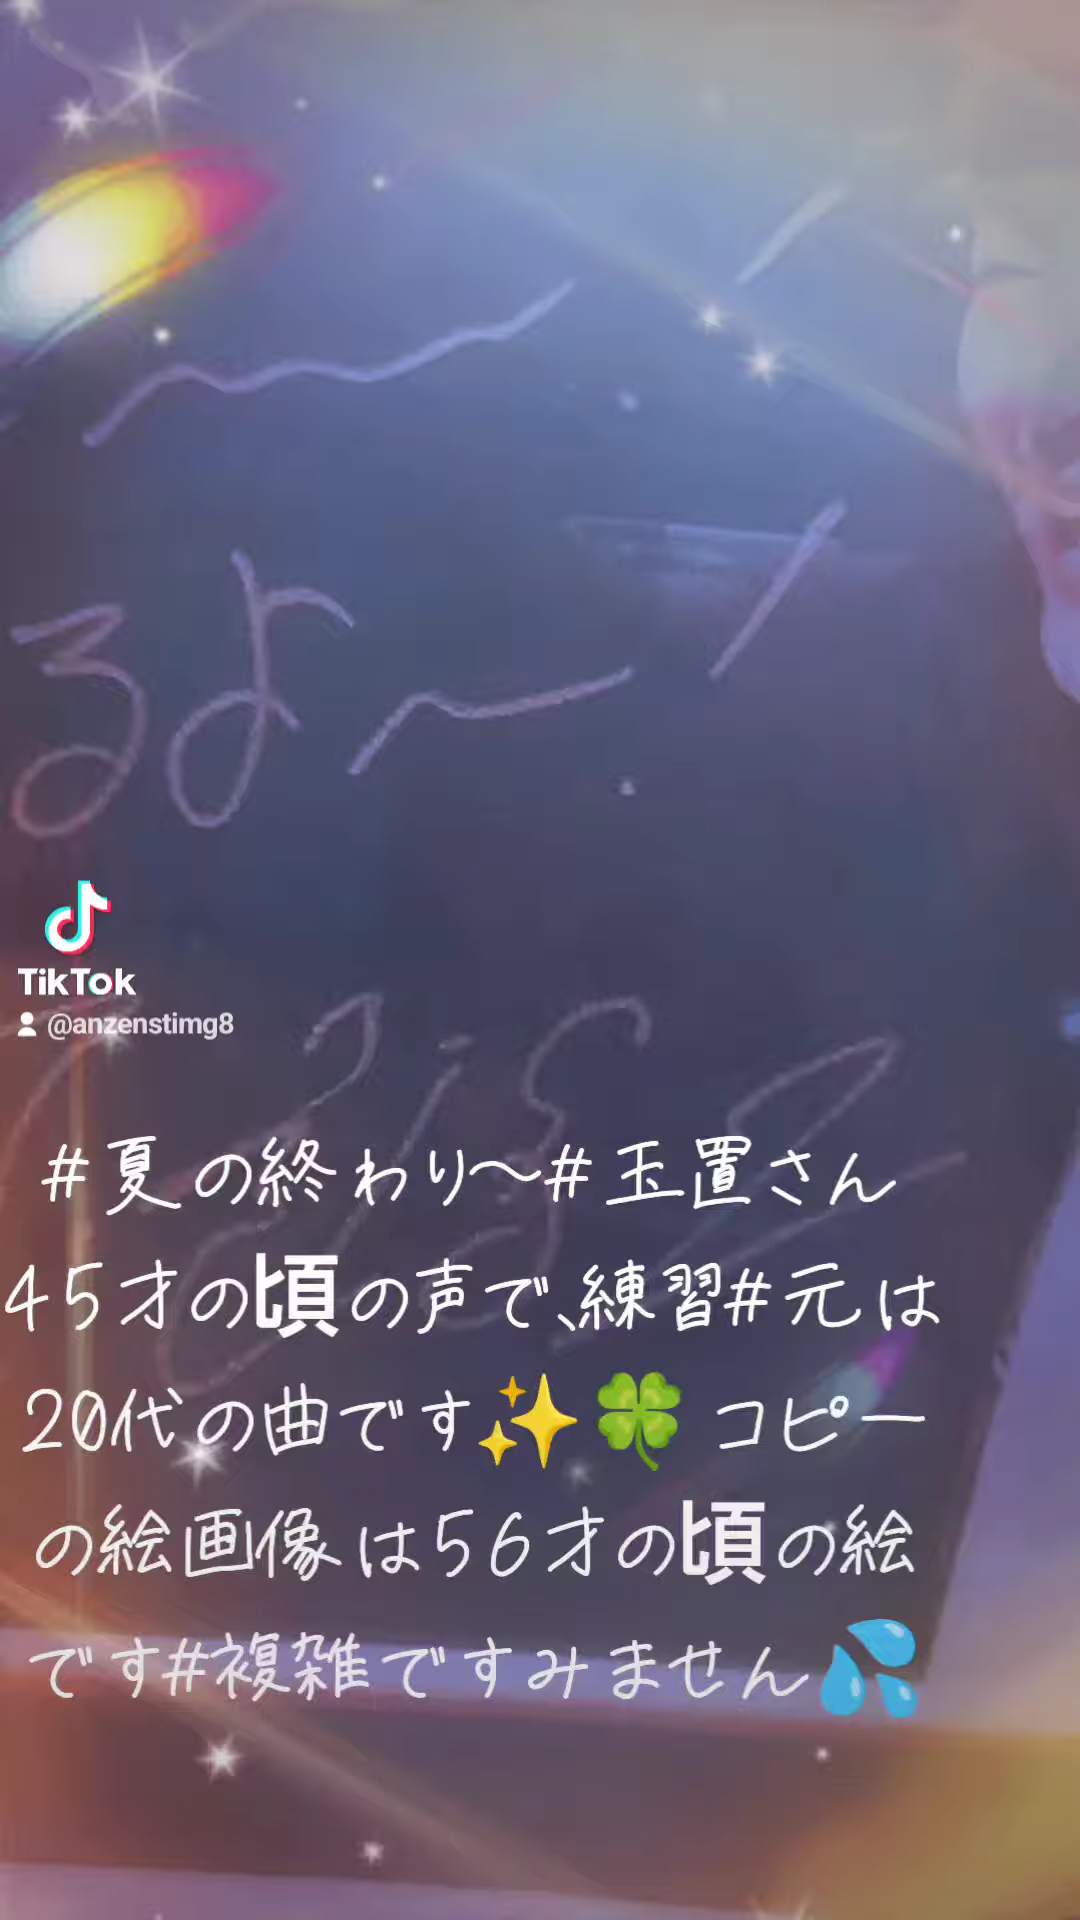 るよ～
TikTok
@anzenstimg8
#夏の終わり～#玉置さん
45才の頃の声で、練習#元は
20代の曲です✨🍀 コピー
の絵画像は56才の頃の絵
です#複雑ですみません💦